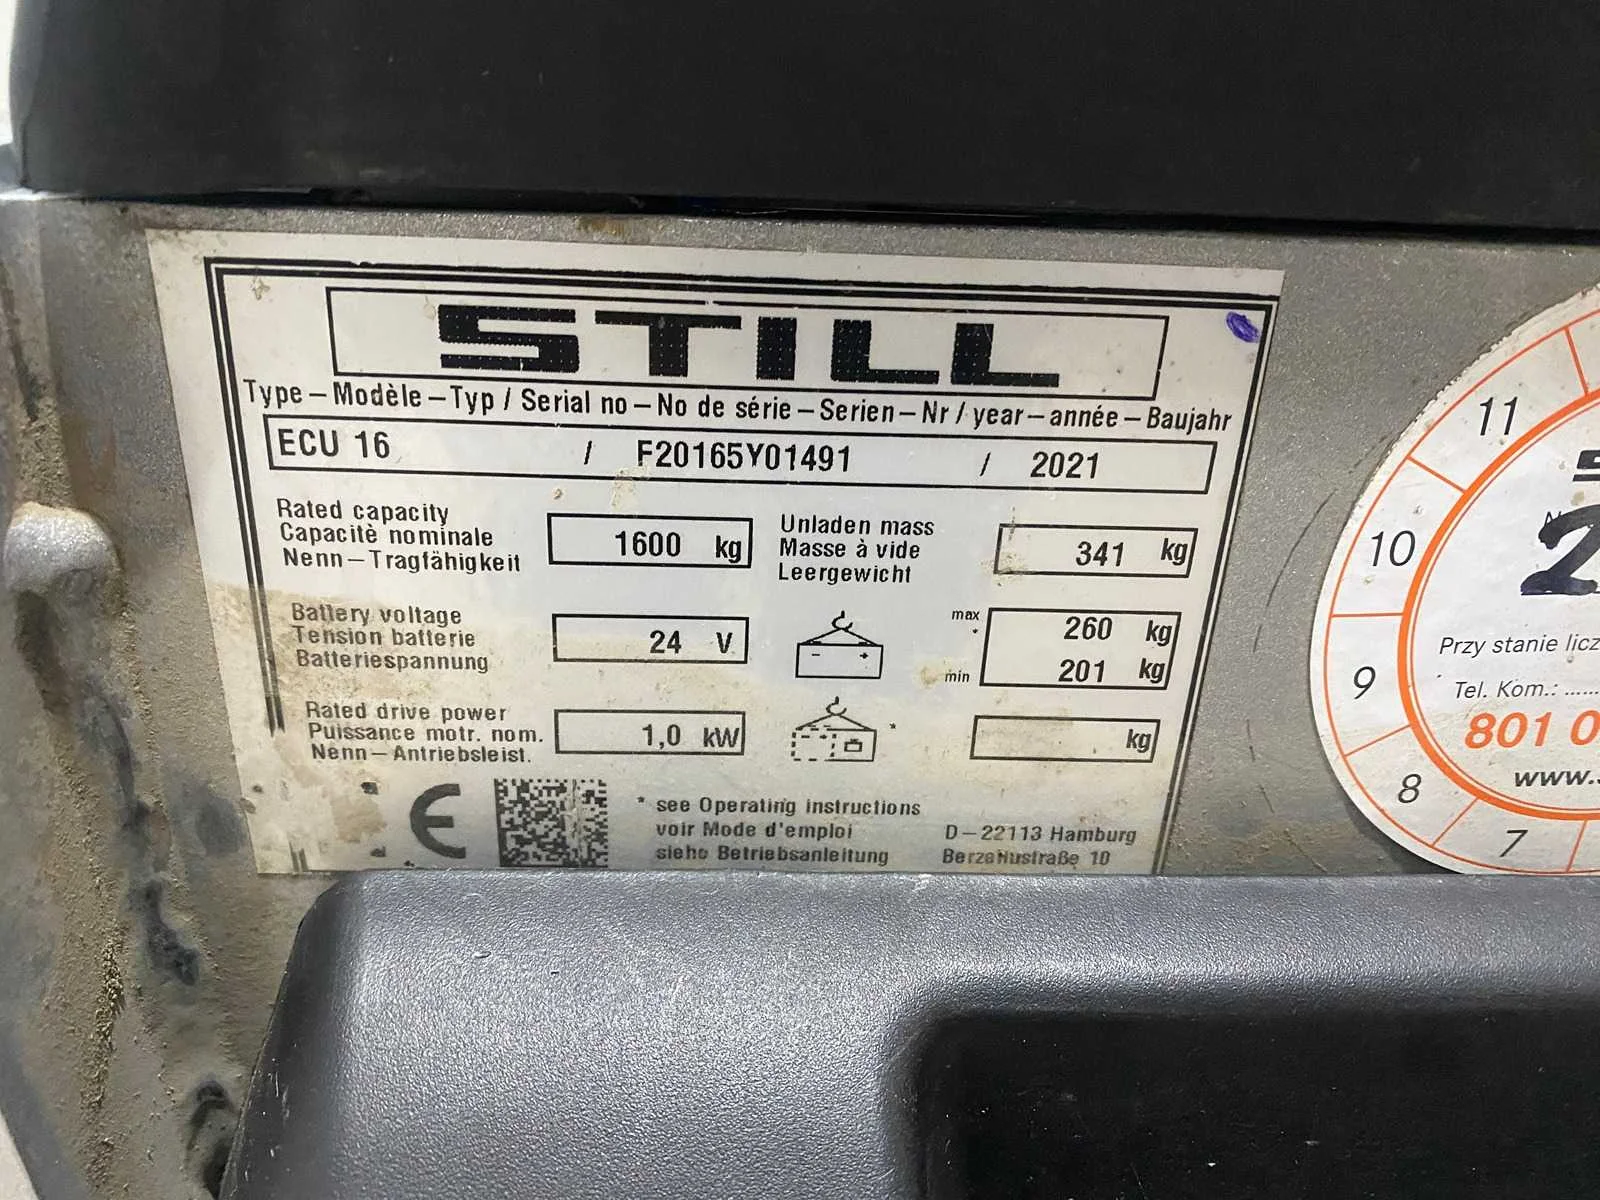 STILL
Type – Modèle – Typ / Serial no – No de série – Serien – Nr / year – année – Baujahr
ECU 16 / F20165Y01491 / 2021
Rated capacity
Capacitè nominale
Nenn – Tragfähigkeit
1600 kg
Unladen mass
Masse à vide
Leergewicht
341 kg
Battery voltage
Tension batterie
Batteriespannung
24 V
- +
max
*
min
260 kg
201 kg
Rated drive power
Puissance motr. nom.
Nenn – Antriebsleist.
1,0 kW
*
kg
CE
* see Operating instructions
voir Mode d'emploi
siehe Betriebsanleitung
D – 22113 Hamburg
Berzeliusstraße 10
11
10
9
8
7
2
Przy stanie licz
Tel. Kom.: ......
801 0
www.